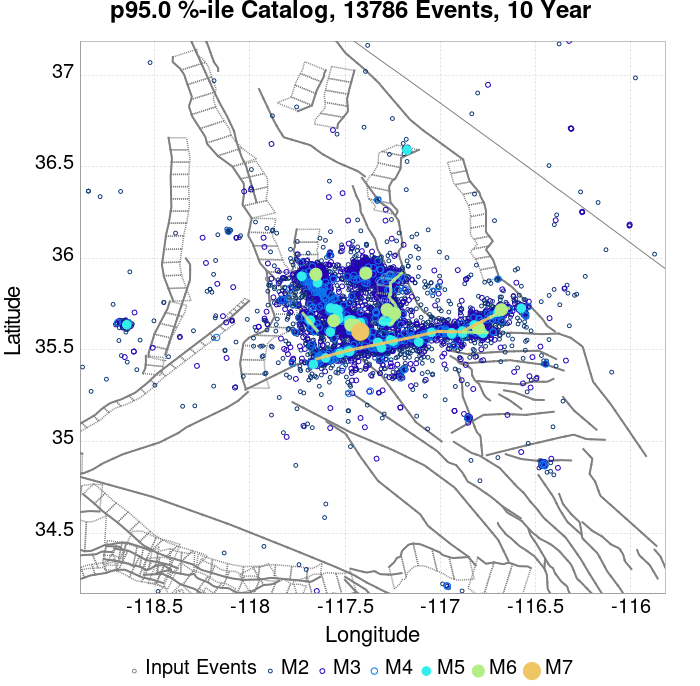 p95.0 %-ile Catalog, 13786 Events, 10 Year
Latitude
37
36.5
36
35.5
35
34.5
-118.5 -118 -117.5 -117 -116.5 -116
Longitude
Input Events M2 M3 M4 M5 M6 M7